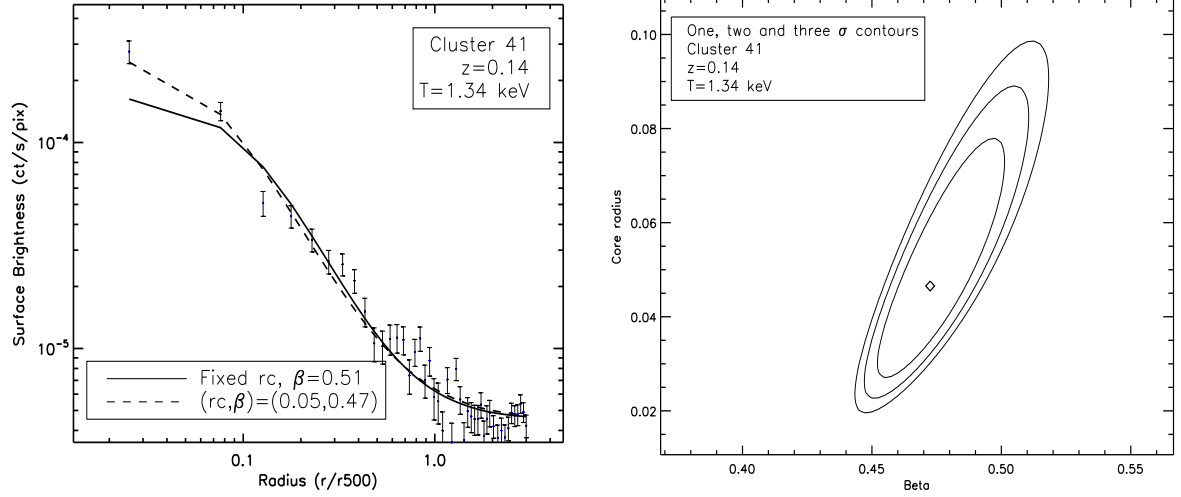 Cluster 41
z=0.14
T=1.34 keV
10⁻⁴
10⁻⁵
Surface Brightness (ct/s/pix)
Fixed rc, β=0.51
(rc,β)=(0.05,0.47)
0.1
1.0
Radius (r/r500)
One, two and three σ contours
Cluster 41
z=0.14
T=1.34 keV
0.10
0.08
0.06
0.04
0.02
Core radius
0.40
0.45
0.50
0.55
Beta